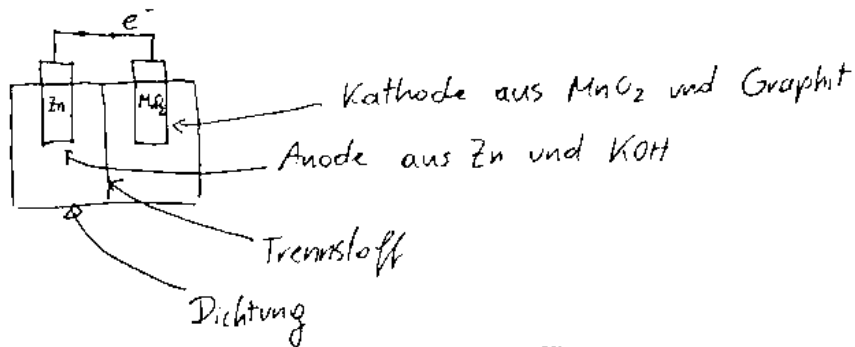 e⁻
Zn
MnO₂
Kathode aus MnO₂ und Graphit
Anode aus Zn und KOH
Trennstoff
Dichtung